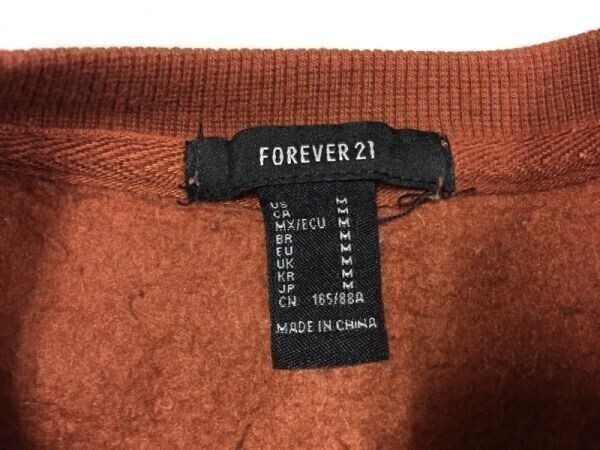 FOREVER 21
US M
CA M
MX/ECU M
BR M
EU M
UK M
KR M
JP M
CN 165/88A
MADE IN CHINA